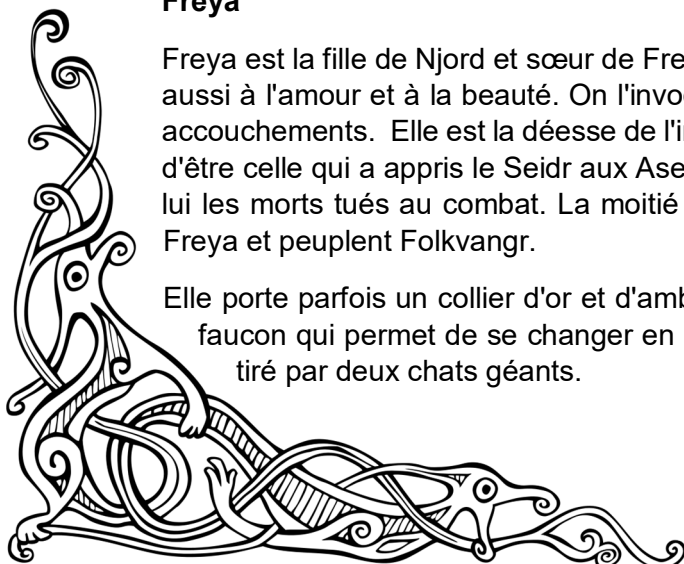 Freya
Freya est la fille de Njord et sœur de Fre
aussi à l'amour et à la beauté. On l'invo
accouchements. Elle est la déesse de l'i
d'être celle qui a appris le Seidr aux Ase
lui les morts tués au combat. La moitié
Freya et peuplent Folkvangr.
Elle porte parfois un collier d'or et d'amb
faucon qui permet de se changer en
tiré par deux chats géants.